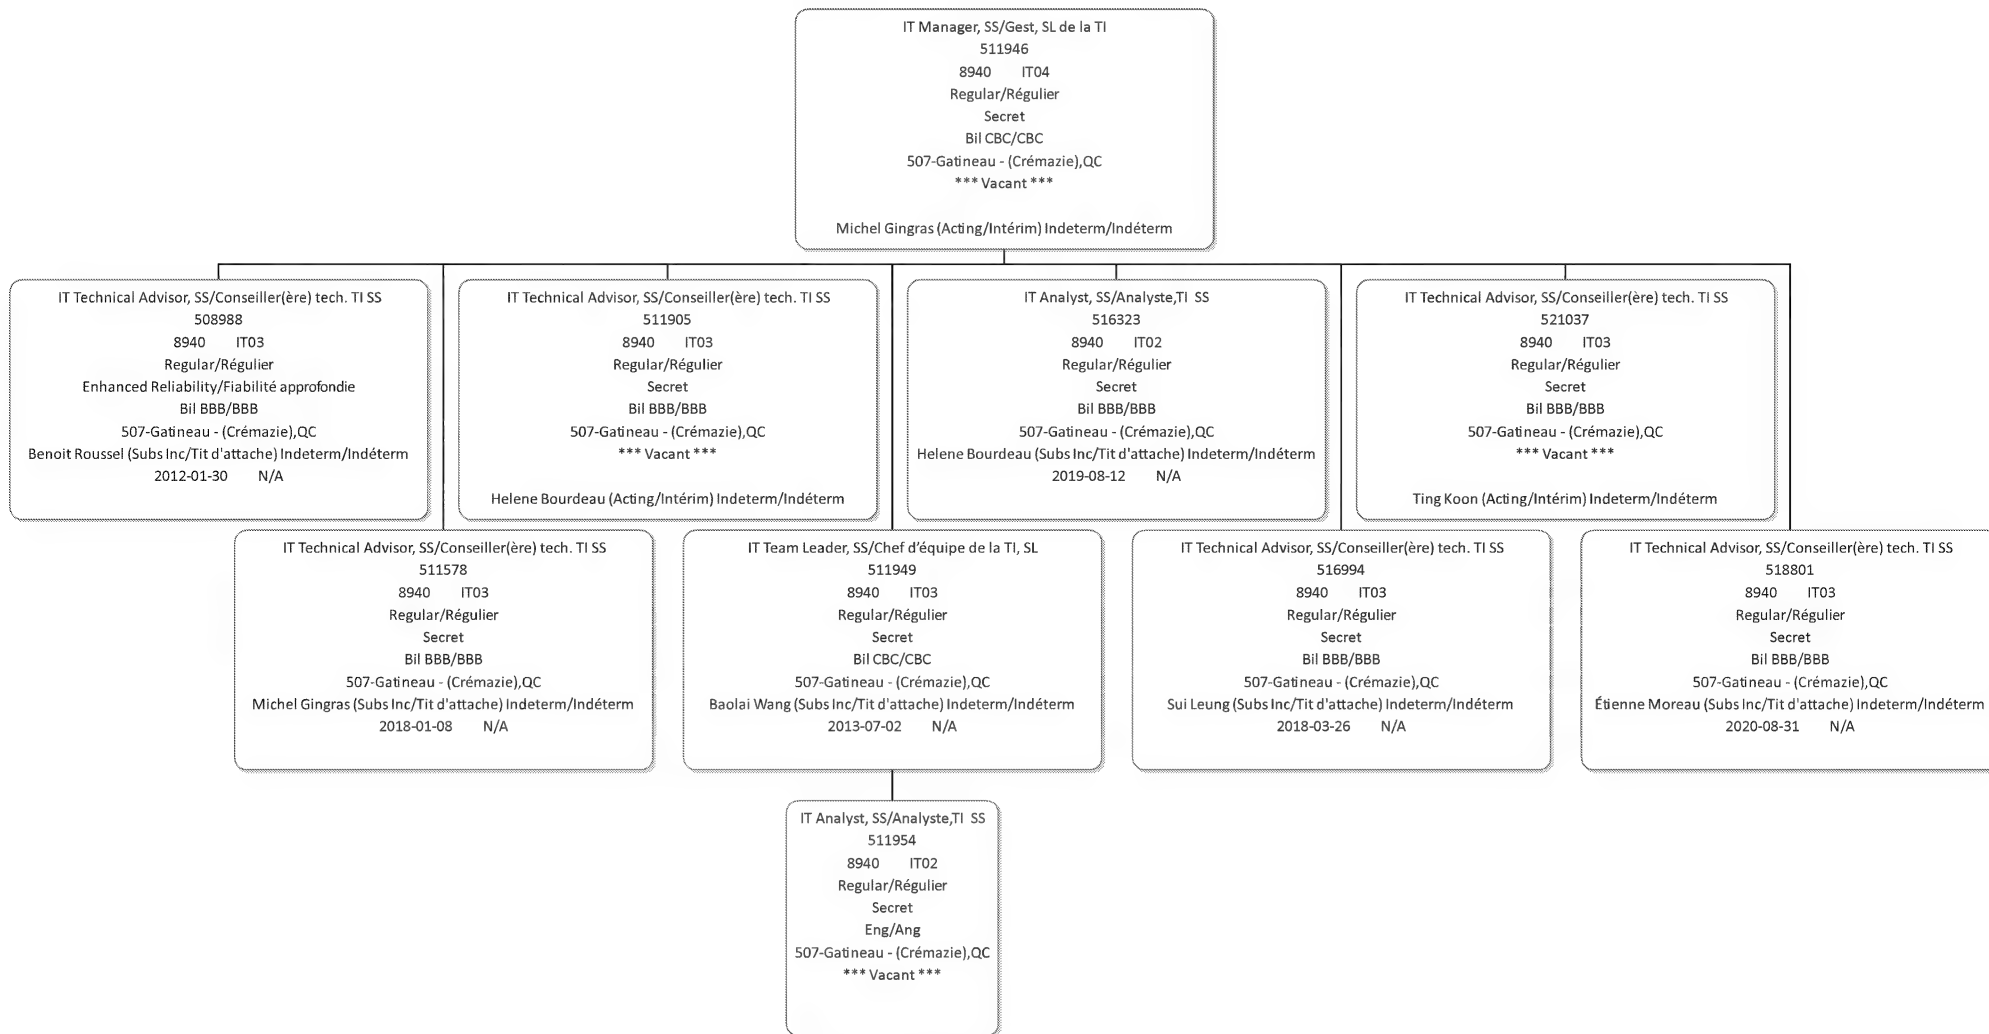 IT Manager, SS/Gest, SL de la TI
511946
8940 IT04
Regular/Régulier
Secret
Bil CBC/CBC
507-Gatineau - (Crémazie),QC
*** Vacant ***
Michel Gingras (Acting/Intérim) Indeterm/Indéterm
IT Technical Advisor, SS/Conseiller(ère) tech. TI SS
508988
8940 IT03
Regular/Régulier
Enhanced Reliability/Fiabilité approfondie
Bil BBB/BBB
507-Gatineau - (Crémazie),QC
Benoit Roussel (Subs Inc/Tit d'attache) Indeterm/Indéterm
2012-01-30 N/A
IT Technical Advisor, SS/Conseiller(ère) tech. TI SS
511905
8940 IT03
Regular/Régulier
Secret
Bil BBB/BBB
507-Gatineau - (Crémazie),QC
*** Vacant ***
Helene Bourdeau (Acting/Intérim) Indeterm/Indéterm
IT Analyst, SS/Analyste,TI SS
516323
8940 IT02
Regular/Régulier
Secret
Bil BBB/BBB
507-Gatineau - (Crémazie),QC
Helene Bourdeau (Subs Inc/Tit d'attache) Indeterm/Indéterm
2019-08-12 N/A
IT Technical Advisor, SS/Conseiller(ère) tech. TI SS
521037
8940 IT03
Regular/Régulier
Secret
Bil BBB/BBB
507-Gatineau - (Crémazie),QC
*** Vacant ***
Ting Koon (Acting/Intérim) Indeterm/Indéterm
IT Technical Advisor, SS/Conseiller(ère) tech. TI SS
511578
8940 IT03
Regular/Régulier
Secret
Bil BBB/BBB
507-Gatineau - (Crémazie),QC
Michel Gingras (Subs Inc/Tit d'attache) Indeterm/Indéterm
2018-01-08 N/A
IT Team Leader, SS/Chef d'équipe de la TI, SL
511949
8940 IT03
Regular/Régulier
Secret
Bil CBC/CBC
507-Gatineau - (Crémazie),QC
Baolai Wang (Subs Inc/Tit d'attache) Indeterm/Indéterm
2013-07-02 N/A
IT Technical Advisor, SS/Conseiller(ère) tech. TI SS
516994
8940 IT03
Regular/Régulier
Secret
Bil BBB/BBB
507-Gatineau - (Crémazie),QC
Sui Leung (Subs Inc/Tit d'attache) Indeterm/Indéterm
2018-03-26 N/A
IT Technical Advisor, SS/Conseiller(ère) tech. TI SS
518801
8940 IT03
Regular/Régulier
Secret
Bil BBB/BBB
507-Gatineau - (Crémazie),QC
Étienne Moreau (Subs Inc/Tit d'attache) Indeterm/Indéterm
2020-08-31 N/A
IT Analyst, SS/Analyste,TI SS
511954
8940 IT02
Regular/Régulier
Secret
Eng/Ang
507-Gatineau - (Crémazie),QC
*** Vacant ***